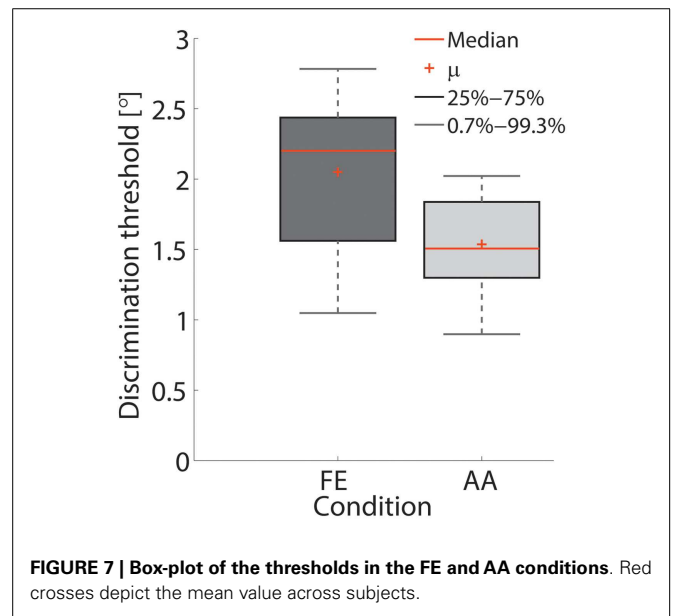 3
2.5
2
1.5
1
0.5
0
Discrimination threshold [°]
Median
μ
25%–75%
0.7%–99.3%
FE AA
Condition
FIGURE 7 | Box-plot of the thresholds in the FE and AA conditions. Red
crosses depict the mean value across subjects.